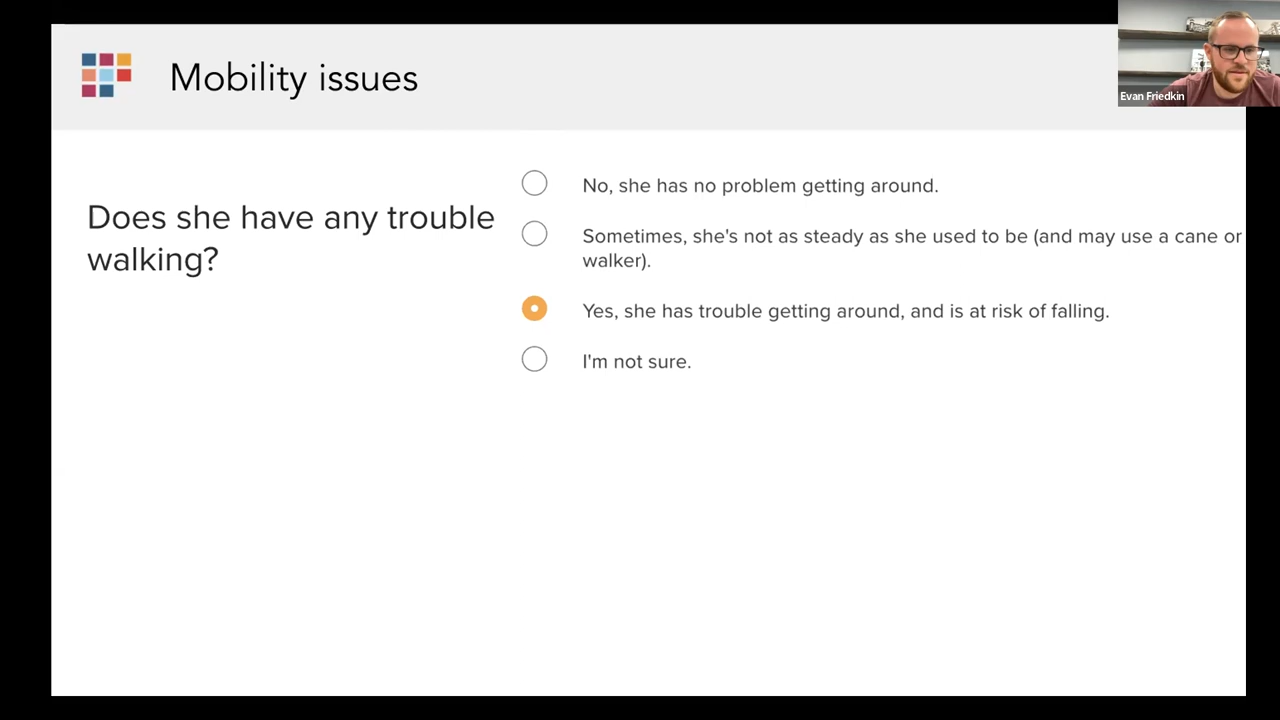 Mobility issues
Evan Friedkin
Does she have any trouble
walking?
No, she has no problem getting around.
Sometimes, she's not as steady as she used to be (and may use a cane or
walker).
Yes, she has trouble getting around, and is at risk of falling.
I'm not sure.